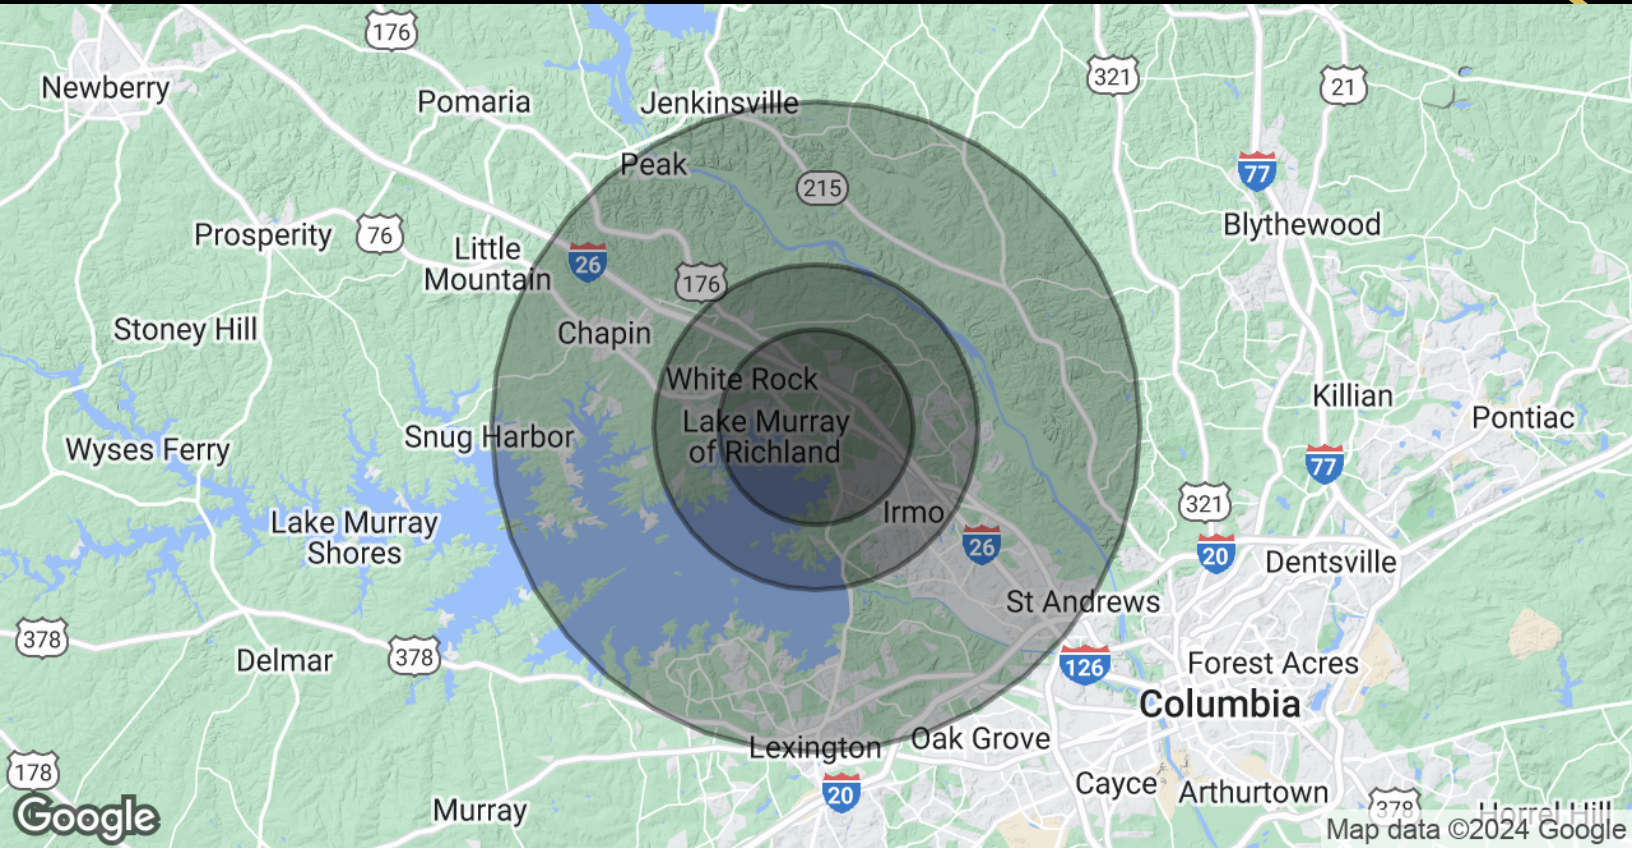 176
Newberry
Pomaria
Jenkinsville
321
21
Peak
215
77
Blythewood
Prosperity
76
Little
Mountain
26
176
Stoney Hill
Chapin
White Rock
Killian
Pontiac
Lake Murray
of Richland
Snug Harbor
Wyses Ferry
77
321
Lake Murray
Shores
Irmo
26
20
Dentsville
St Andrews
378
Delmar
378
126
Forest Acres
Columbia
Lexington
Oak Grove
178
20
Cayce
Arthurtown
Murray
378
Horrel Hill
Google
Map data ©2024 Google